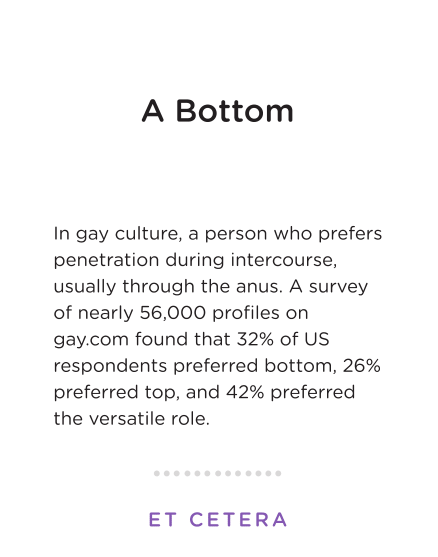 A Bottom
In gay culture, a person who prefers
penetration during intercourse,
usually through the anus. A survey
of nearly 56,000 profiles on
gay.com found that 32% of US
respondents preferred bottom, 26%
preferred top, and 42% preferred
the versatile role.
ET CETERA